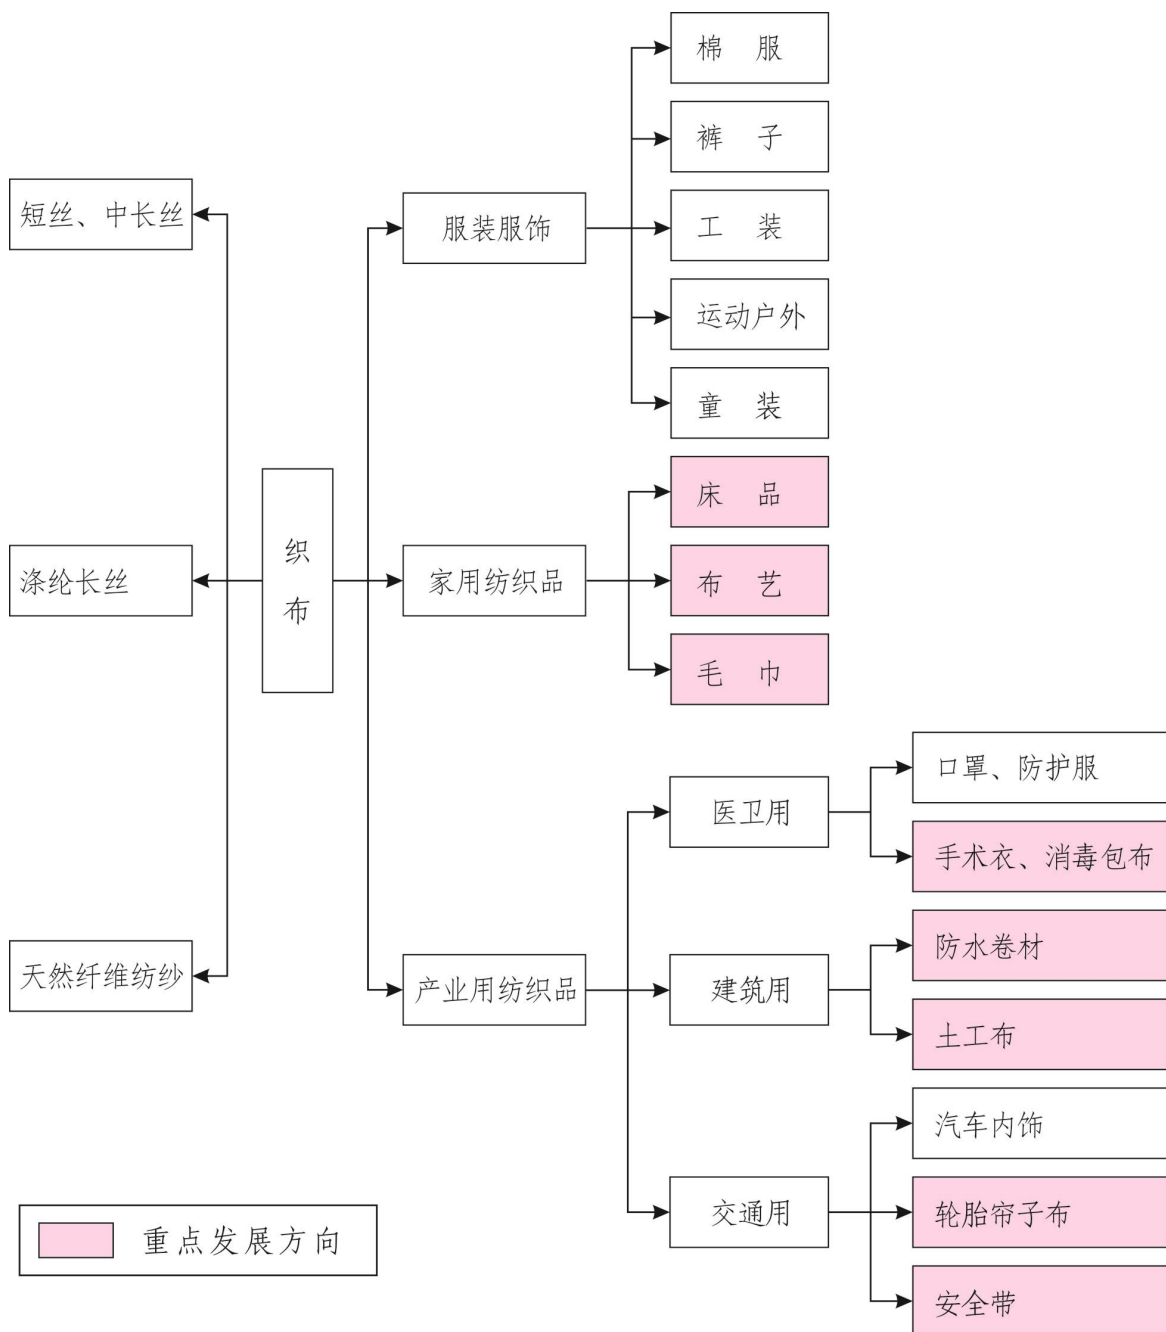 棉服
裤子
工装
运动户外
童装
短丝、中长丝
服装服饰
织布
涤纶长丝
家用纺织品
床品
布艺
毛巾
天然纤维纺纱
产业用纺织品
医卫用
口罩、防护服
手术衣、消毒包布
建筑用
防水卷材
土工布
交通用
汽车内饰
轮胎帘子布
安全带
重点发展方向